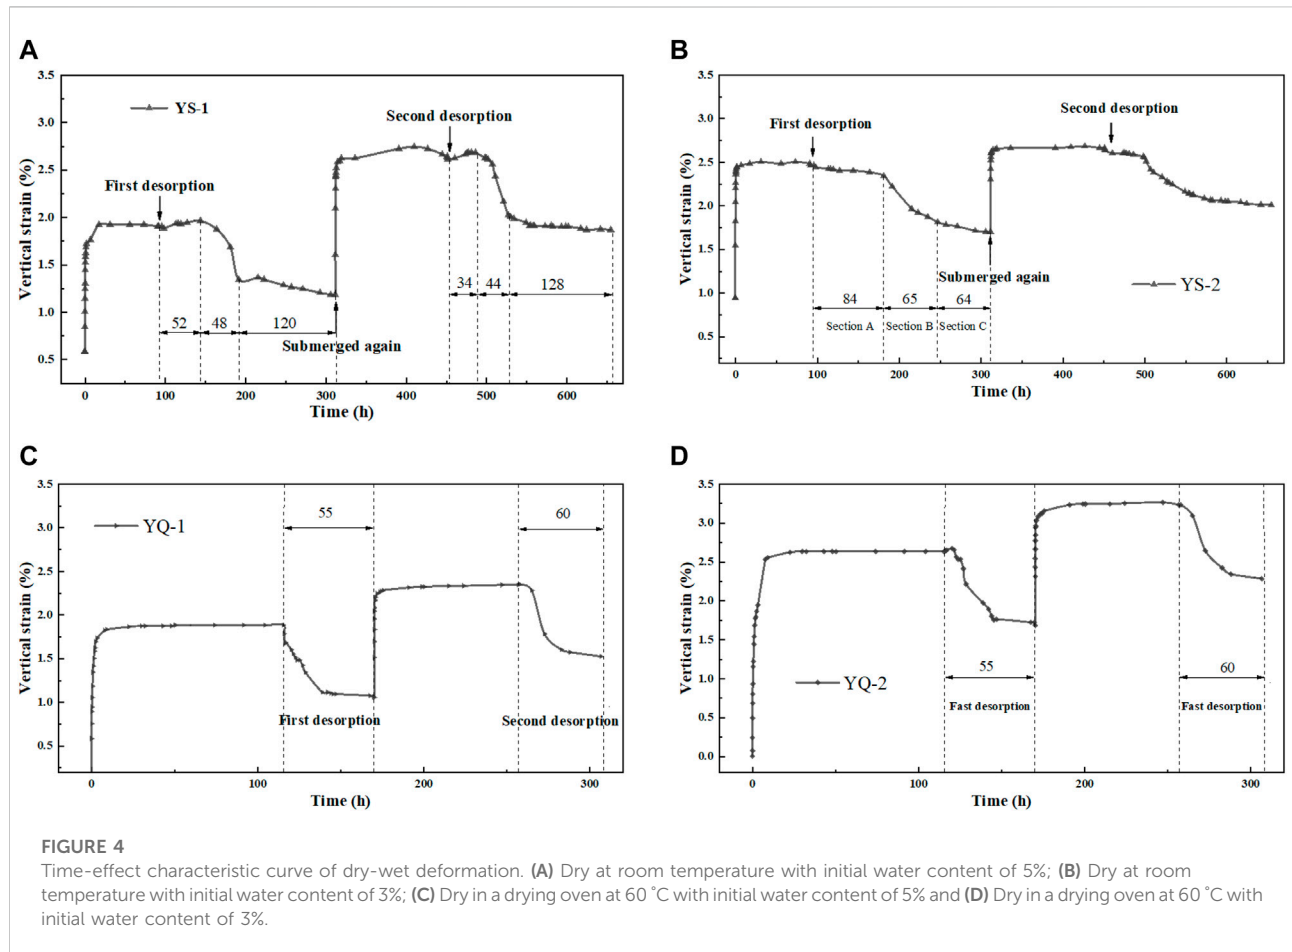 A
3.5
3.0
2.5
2.0
1.5
1.0
0.5
Vertical strain (%)
YS-1
First desorption
Second desorption
Submerged again
52
48
120
34
44
128
0
100
200
300
400
500
600
Time (h)
B
3.5
3.0
2.5
2.0
1.5
1.0
0.5
Vertical strain (%)
First desorption
Second desorption
Submerged again
YS-2
84
65
64
Section A
Section B
Section C
0
100
200
300
400
500
600
Time (h)
C
3.5
3.0
2.5
2.0
1.5
1.0
0.5
Vertical strain (%)
YQ-1
55
60
First desorption
Second desorption
0
100
200
300
Time (h)
D
3.5
3.0
2.5
2.0
1.5
1.0
0.5
0.0
Vertical strain (%)
YQ-2
55
60
Fast desorption
Fast desorption
0
100
200
300
Time (h)
FIGURE 4
Time-effect characteristic curve of dry-wet deformation. (A) Dry at room temperature with initial water content of 5%; (B) Dry at room
temperature with initial water content of 3%; (C) Dry in a drying oven at 60 °C with initial water content of 5% and (D) Dry in a drying oven at 60 °C with
initial water content of 3%.